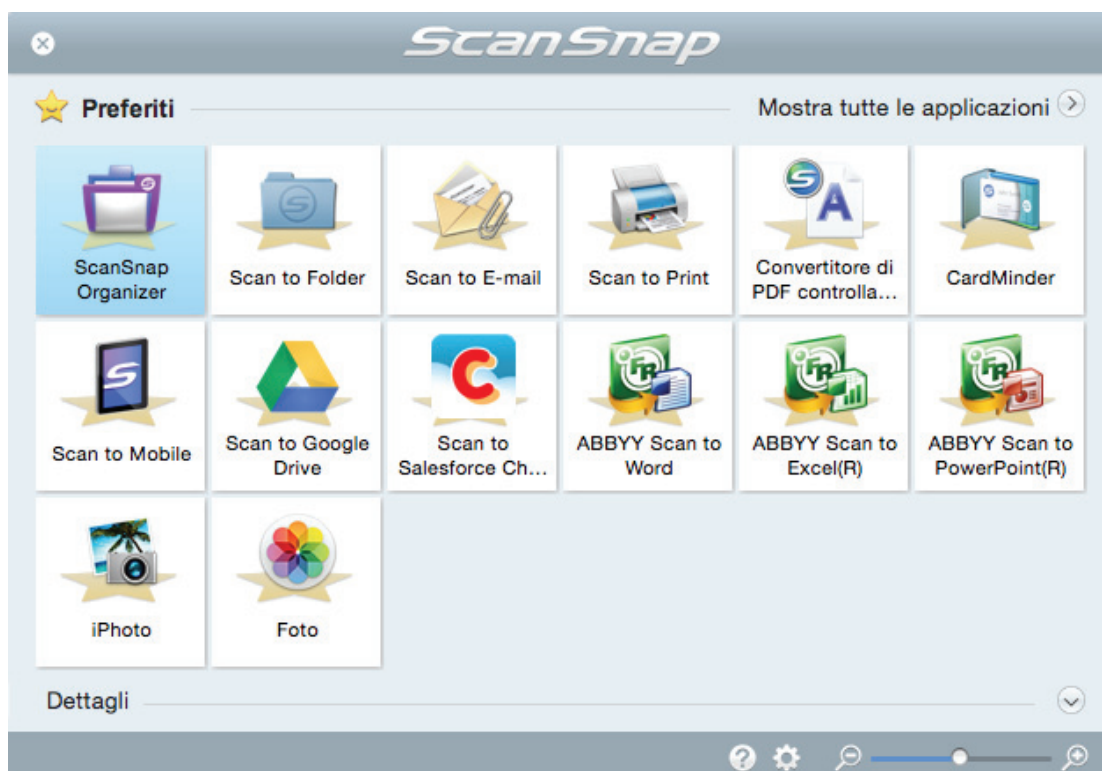 ScanSnap
Preferiti
Mostra tutte le applicazioni
ScanSnap
Organizer
Scan to Folder
Scan to E-mail
Scan to Print
Convertitore di
PDF controlla...
CardMinder
Scan to Mobile
Scan to Google
Drive
Scan to
Salesforce Ch...
ABBYY Scan to
Word
ABBYY Scan to
Excel(R)
ABBYY Scan to
PowerPoint(R)
iPhoto
Foto
Dettagli